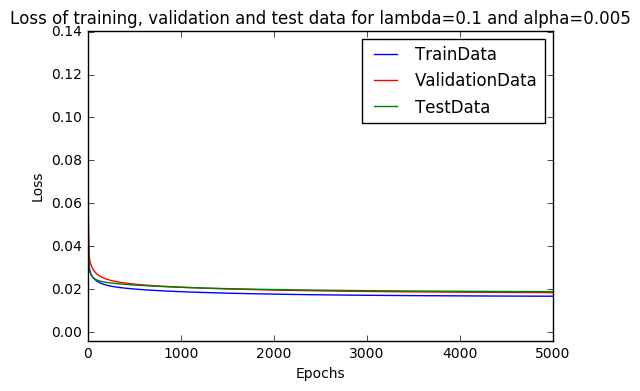 Loss of training, validation and test data for lambda=0.1 and alpha=0.005
0.14
0.12
0.10
0.08
0.06
0.04
0.02
0.00
Loss
TrainData
ValidationData
TestData
0 1000 2000 3000 4000 5000
Epochs